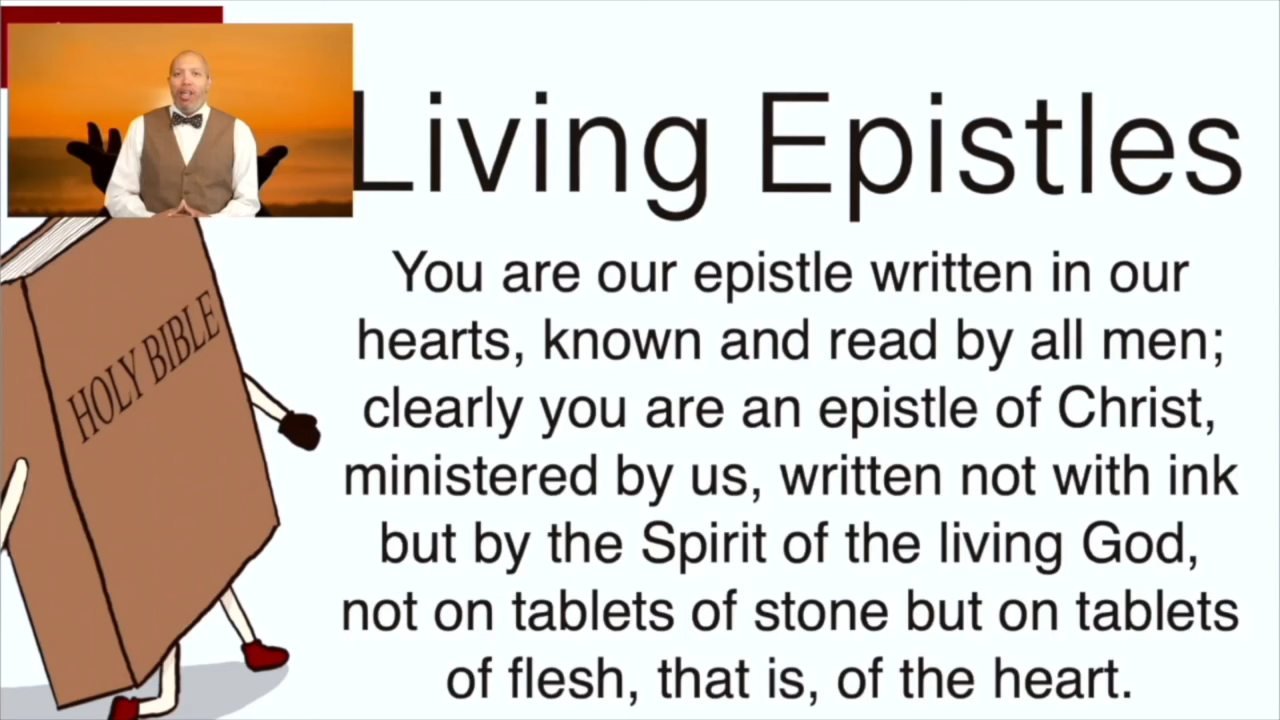 Living Epistles
You are our epistle written in our
hearts, known and read by all men;
clearly you are an epistle of Christ,
ministered by us, written not with ink
but by the Spirit of the living God,
not on tablets of stone but on tablets
of flesh, that is, of the heart.
HOLY BIBLE